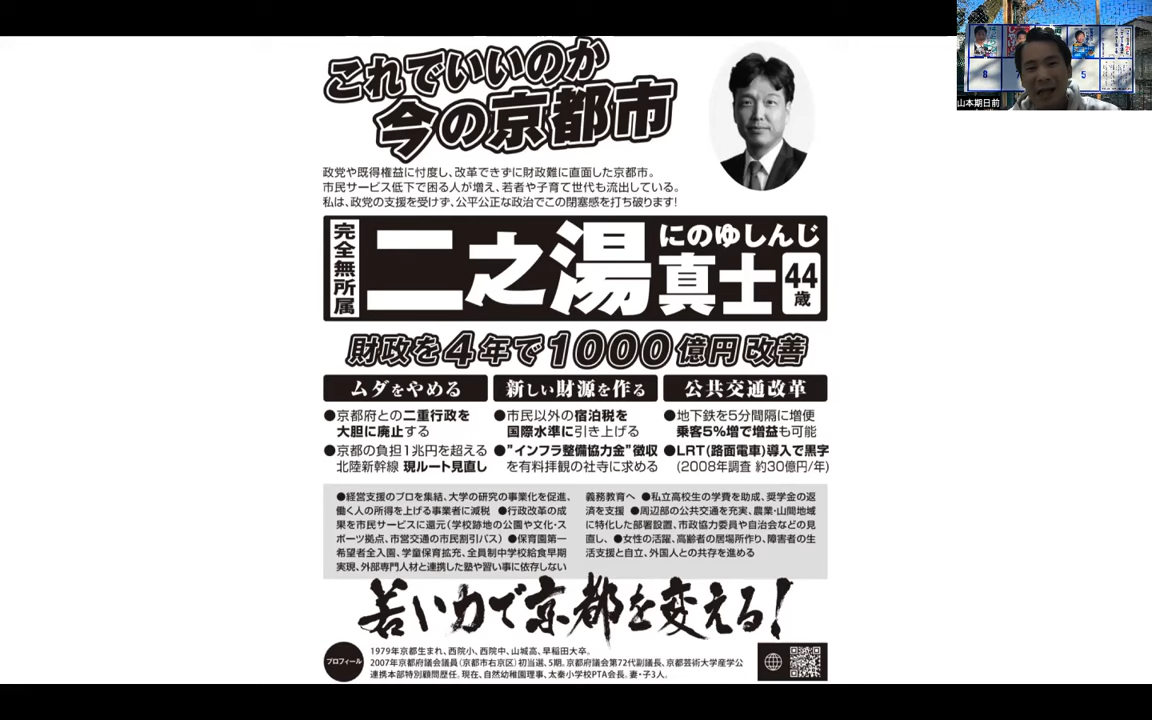 これでいいのか
今の京都市
政党や既得権益に忖度し、改革できずに財政難に直面した京都市。
市民サービス低下で困る人が増え、若者や子育て世代も流出している。
私は、政党の支援を受けず、公平公正な政治でこの閉塞感を打ち破ります!
完全無所属
二之湯
にのゆしんじ
真士
44歳
財政を4年で1000億円改善
ムダをやめる
●京都府との二重行政を
大胆に廃止する
●京都の負担1兆円を超える
北陸新幹線 現ルート見直し
新しい財源を作る
●市民以外の宿泊税を
国際水準に引き上げる
●"インフラ整備協力金"徴収
を有料拝観の社寺に求める
公共交通改革
●地下鉄を5分間隔に増便
乗客5%増で増益も可能
●LRT(路面電車)導入で黒字
(2008年調査 約30億円/年)
●経営支援のプロを集結、大学の研究の事業化を促進、
働く人の所得を上げる事業者に減税 ●行政改革の成
果を市民サービスに還元(学校跡地の公園や文化・ス
ポーツ拠点、市営交通の市民割引パス) ●保育園第一
希望者全入園、学童保育拡充、全員制中学校給食早期
実現、外部専門人材と連携した塾や習い事に依存しない
義務教育へ ●私立高校生の学費を助成、奨学金の返
済を支援 ●周辺部の公共交通を充実、農業・山間地域
に特化した部署設置、市政協力委員や自治会などの見
直し、●女性の活躍、高齢者の居場所作り、障害者の生
活支援と自立、外国人との共存を進める
若い力で京都を変える!
プロフィール
1979年京都生まれ、西院小、西院中、山城高、早稲田大卒。
2007年京都府議会議員(京都市右京区)初当選、5期。京都府議会第72代副議長、京都芸術大学産学公
連携本部特別顧問歴任。現在、自然幼稚園理事、太秦小学校PTA会長。妻・子3人。
8
5
山本期日前